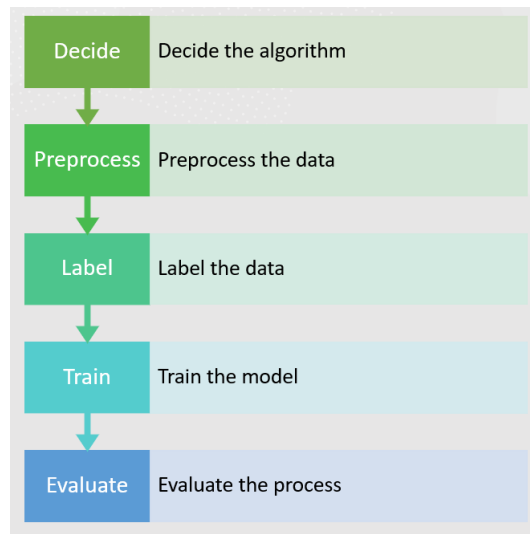 Decide
Decide the algorithm
Preprocess
Preprocess the data
Label
Label the data
Train
Train the model
Evaluate
Evaluate the process